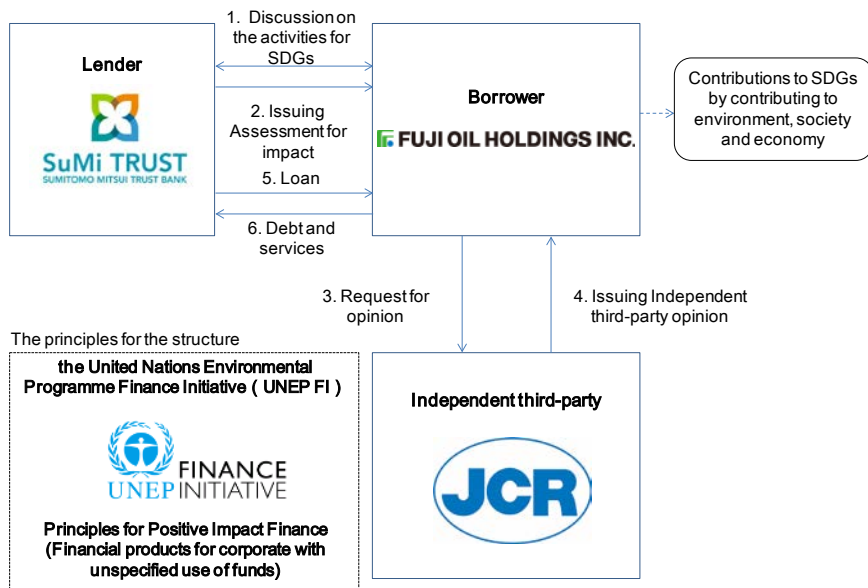 1. Discussion on
the activities for
SDGs
Lender
SuMi TRUST
SUMITOMO MITSUI TRUST BANK
2. Issuing
Assessment for
impact
5. Loan
6. Debt and
services
Borrower
FUJI OIL HOLDINGS INC.
Contributions to SDGs
by contributing to
environment, society
and economy
3. Request for
opinion
4. Issuing Independent
third-party opinion
The principles for the structure
the United Nations Environmental
Programme Finance Initiative ( UNEP FI )
UNEP
FINANCE
INITIATIVE
Principles for Positive Impact Finance
(Financial products for corporate with
unspecified use of funds)
Independent third-party
JCR